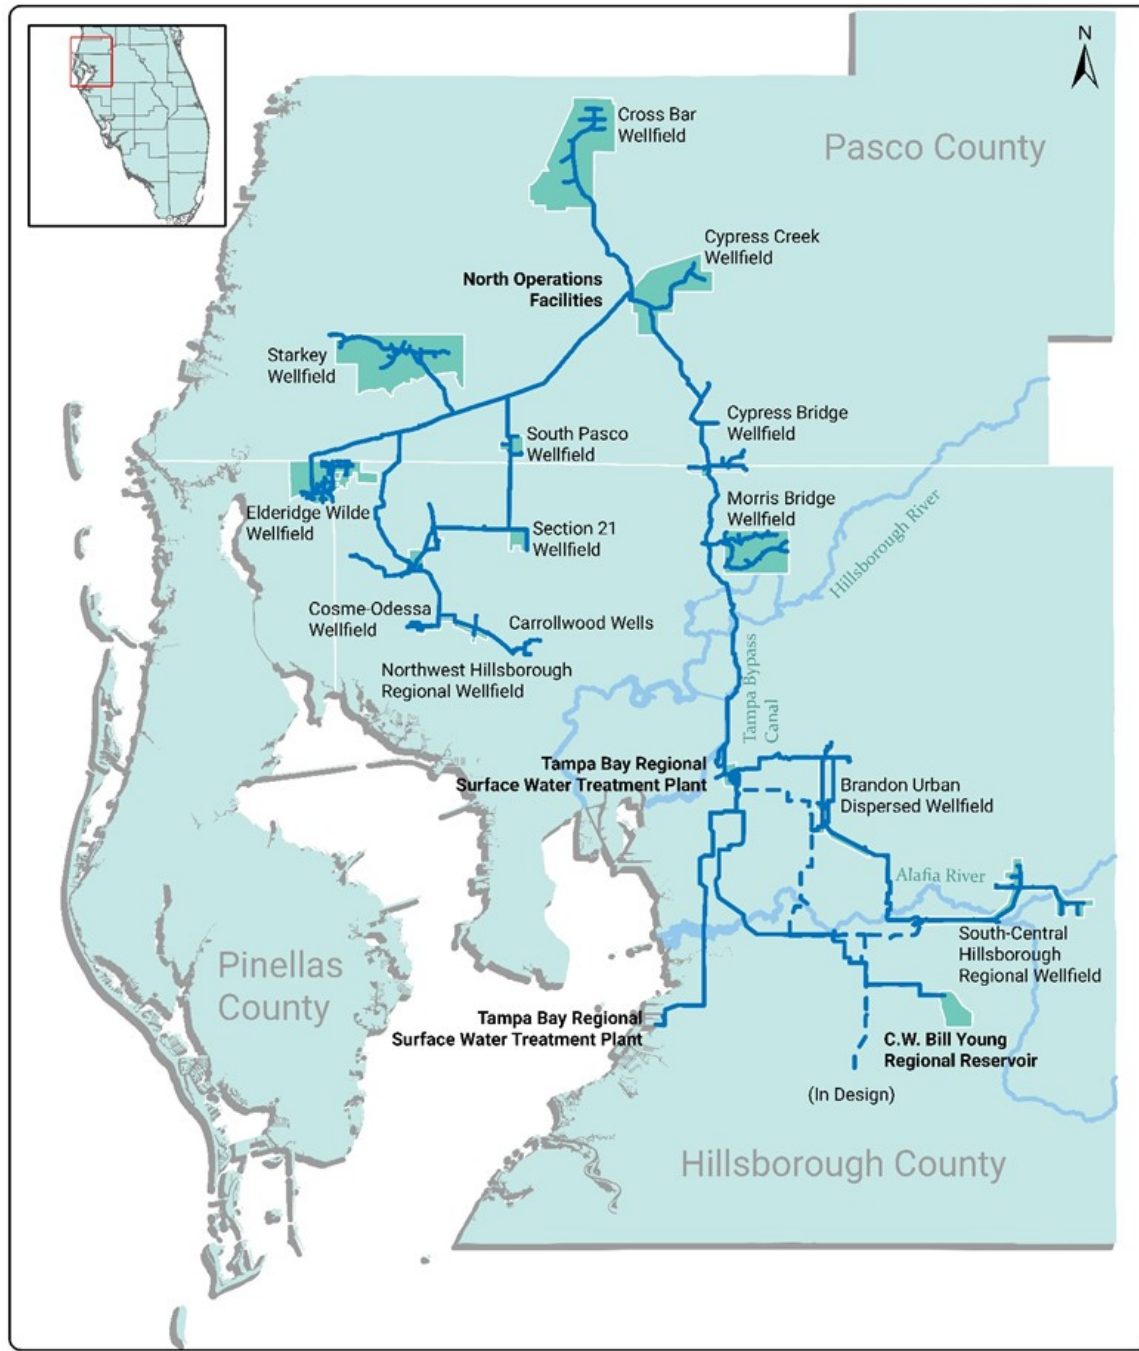 N
Cross Bar
Wellfield
Pasco County
Cypress Creek
Wellfield
North Operations
Facilities
Starkey
Wellfield
Cypress Bridge
Wellfield
South Pasco
Wellfield
Morris Bridge
Wellfield
Elderidge Wilde
Wellfield
Section 21
Wellfield
Hillsborough River
Cosme-Odessa
Wellfield
Carrollwood Wells
Northwest Hillsborough
Regional Wellfield
Tampa Bypass
Canal
Tampa Bay Regional
Surface Water Treatment Plant
Brandon Urban
Dispersed Wellfield
Alafia River
South-Central
Hillsborough
Regional Wellfield
Pinellas
County
Tampa Bay Regional
Surface Water Treatment Plant
C.W. Bill Young
Regional Reservoir
(In Design)
Hillsborough County